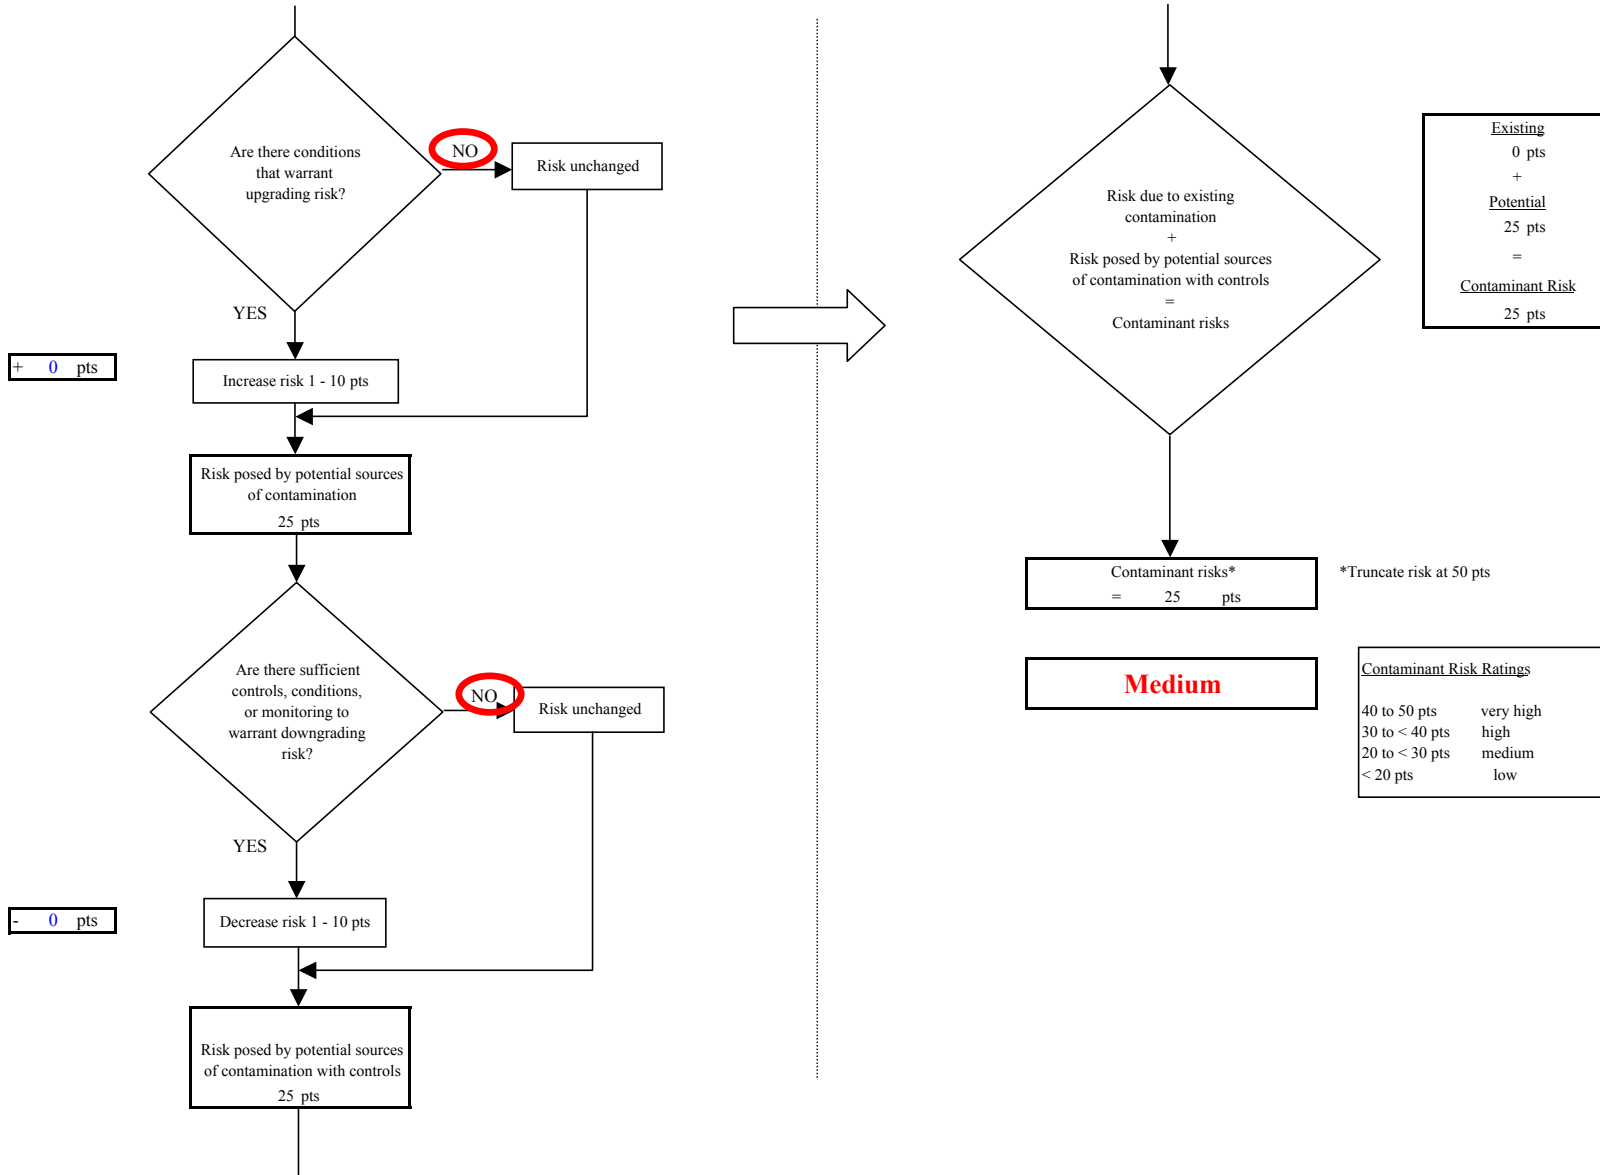 Are there conditions
that warrant
upgrading risk?
NO
Risk unchanged
YES
+ 0 pts
Increase risk 1 - 10 pts
Risk posed by potential sources
of contamination
25 pts
Are there sufficient
controls, conditions,
or monitoring to
warrant downgrading
risk?
NO
Risk unchanged
YES
- 0 pts
Decrease risk 1 - 10 pts
Risk posed by potential sources
of contamination with controls
25 pts
Risk due to existing
contamination
+
Risk posed by potential sources
of contamination with controls
=
Contaminant risks
Existing
0 pts
+
Potential
25 pts
=
Contaminant Risk
25 pts
Contaminant risks*
= 25 pts
*Truncate risk at 50 pts
Medium
Contaminant Risk Ratings
40 to 50 pts very high
30 to < 40 pts high
20 to < 30 pts medium
< 20 pts low